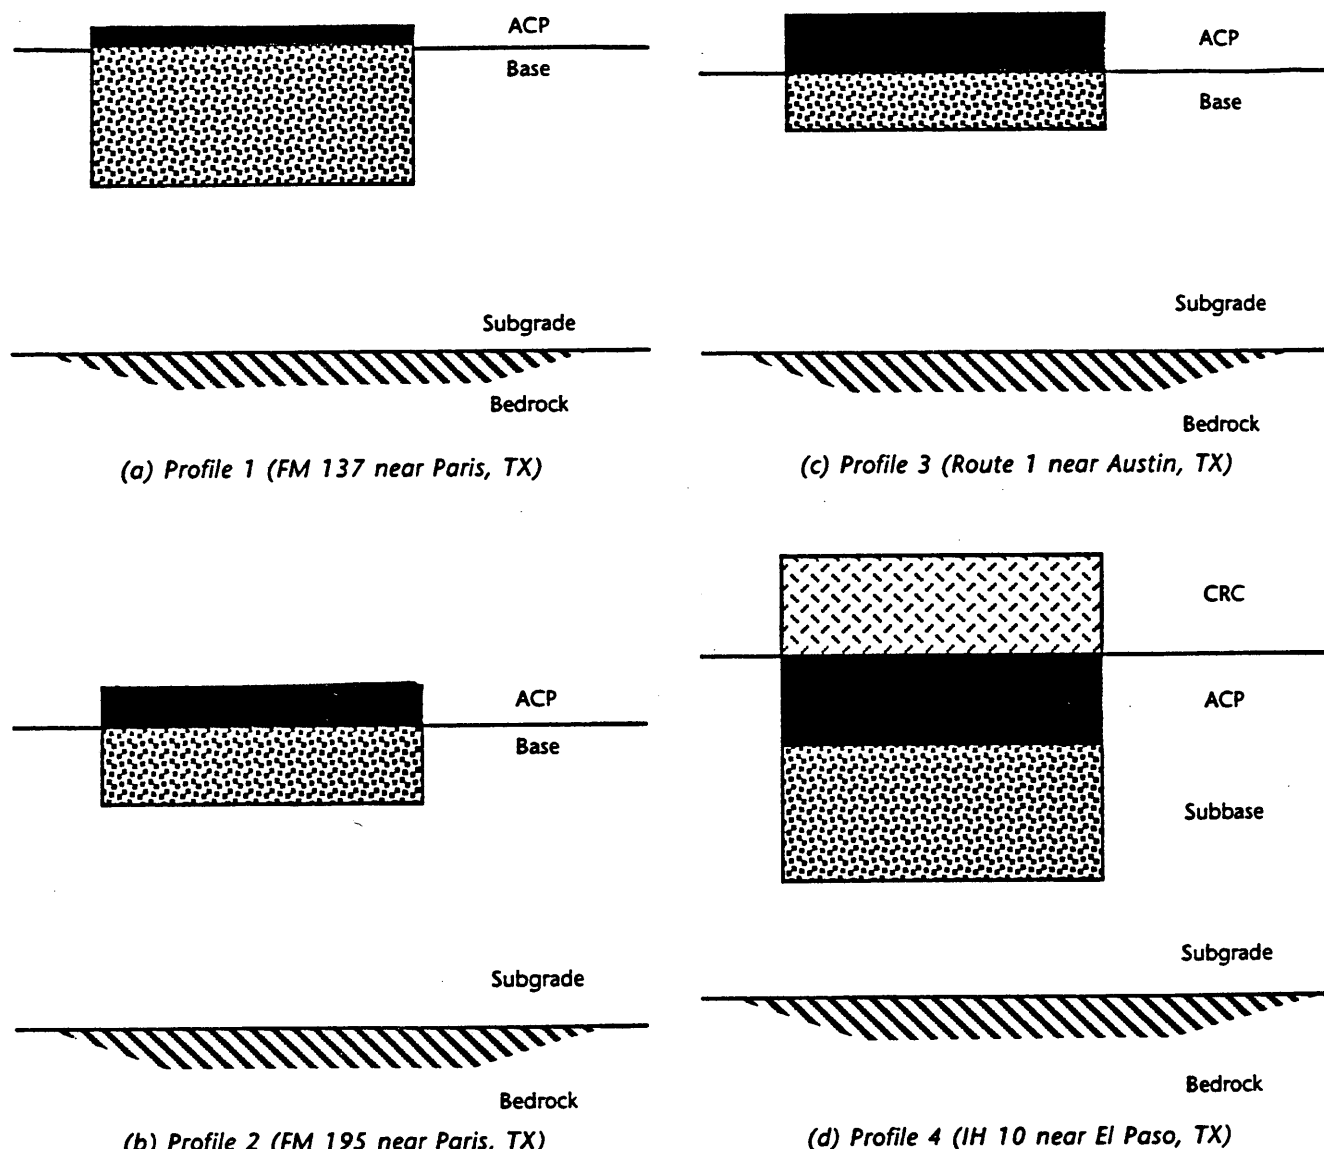 ACP
Base
Subgrade
Bedrock
(a) Profile 1 (FM 137 near Paris, TX)
ACP
Base
Subgrade
Bedrock
(c) Profile 3 (Route 1 near Austin, TX)
ACP
Base
Subgrade
Bedrock
(b) Profile 2 (FM 195 near Paris, TX)
CRC
ACP
Subbase
Subgrade
Bedrock
(d) Profile 4 (IH 10 near El Paso, TX)